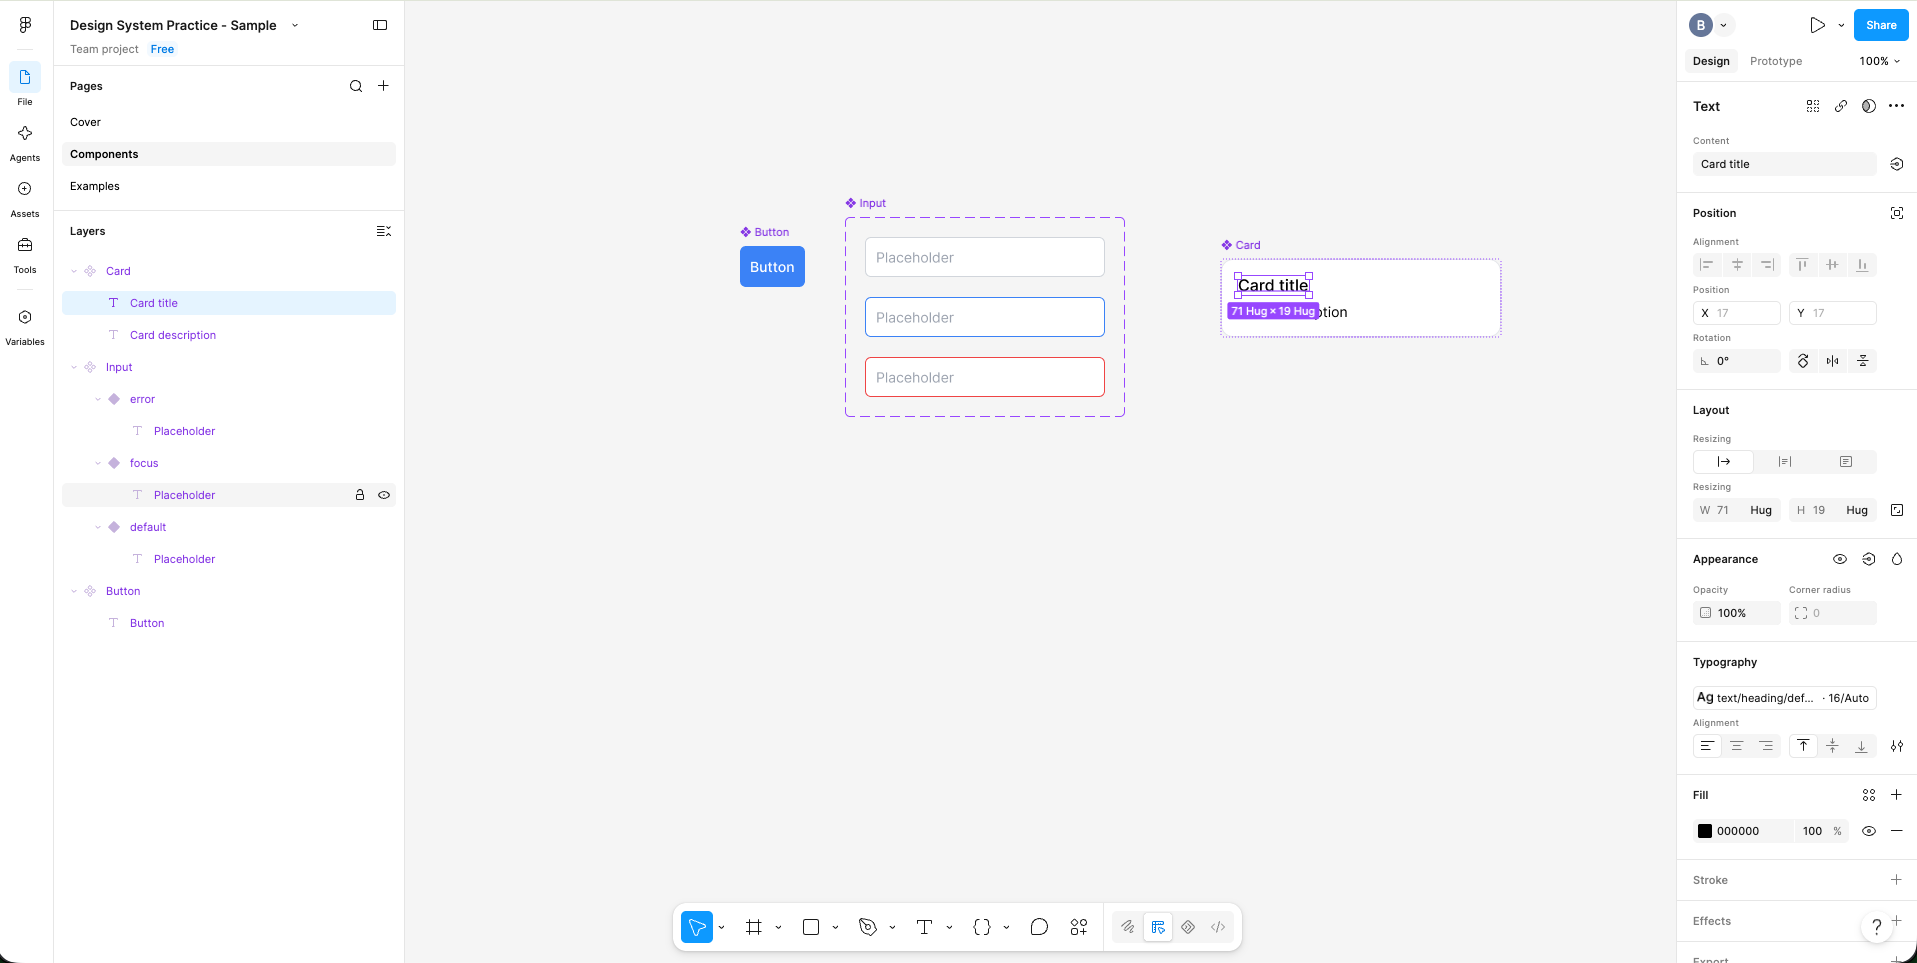 Design System Practice - Sample
Team project Free
File
Agents
Assets
Tools
Variables
Pages
Cover
Components
Examples
Layers
Card
Card title
Card description
Input
error
Placeholder
focus
Placeholder
default
Placeholder
Button
Button
Button
Button
Input
Placeholder
Placeholder
Placeholder
Card
Card title
71 Hug × 19 Hug
B
Share
Design Prototype 100%
Text
Content
Card title
Position
Alignment
Position
X 17 Y 17
Rotation
0°
Layout
Resizing
Resizing
W 71 Hug H 19 Hug
Appearance
Opacity Corner radius
100% 0
Typography
Ag text/heading/def... · 16/Auto
Alignment
Fill
000000 100 %
Stroke
Effects
Export
?